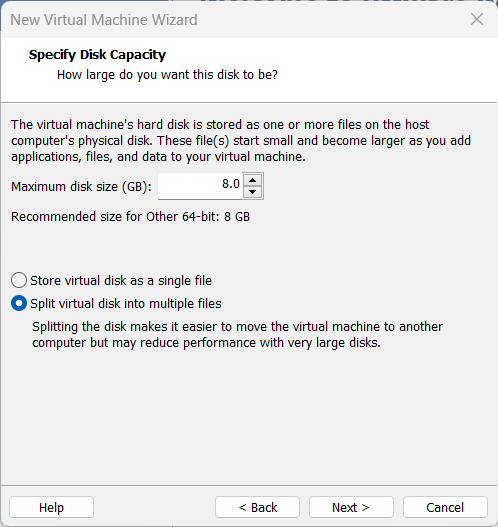 New Virtual Machine Wizard
Specify Disk Capacity
How large do you want this disk to be?
The virtual machine's hard disk is stored as one or more files on the host
computer's physical disk. These file(s) start small and become larger as you add
applications, files, and data to your virtual machine.
Maximum disk size (GB): 8.0
Recommended size for Other 64-bit: 8 GB
Store virtual disk as a single file
Split virtual disk into multiple files
Splitting the disk makes it easier to move the virtual machine to another
computer but may reduce performance with very large disks.
Help < Back Next > Cancel